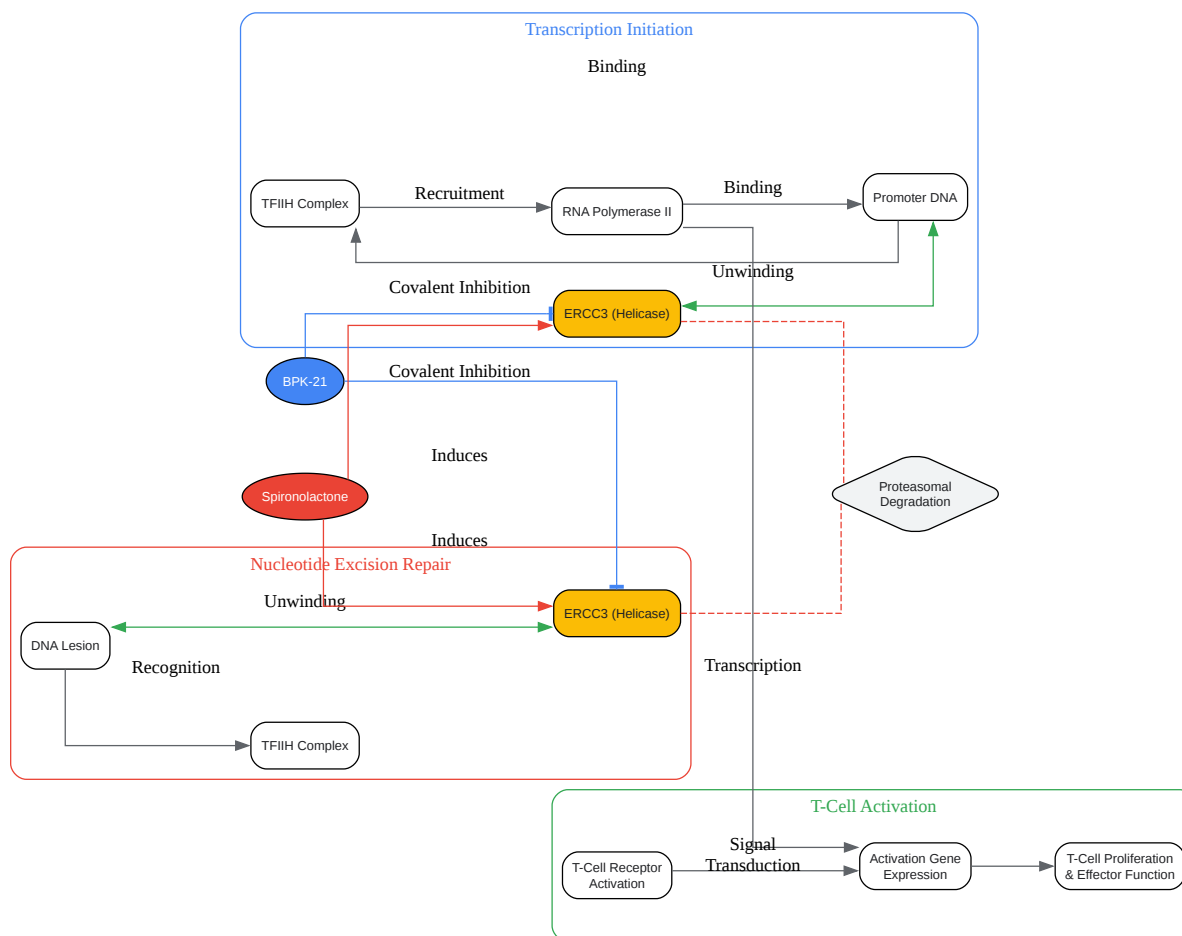 Transcription Initiation
Binding
TFIIH Complex
Recruitment
RNA Polymerase II
Binding
Promoter DNA
Unwinding
Covalent Inhibition
ERCC3 (Helicase)
BPK-21
Covalent Inhibition
Induces
Spironolactone
Proteasomal
Degradation
Induces
Nucleotide Excision Repair
Unwinding
ERCC3 (Helicase)
DNA Lesion
Recognition
Transcription
TFIIH Complex
T-Cell Activation
Signal
Transduction
T-Cell Receptor
Activation
Activation Gene
Expression
T-Cell Proliferation
& Effector Function